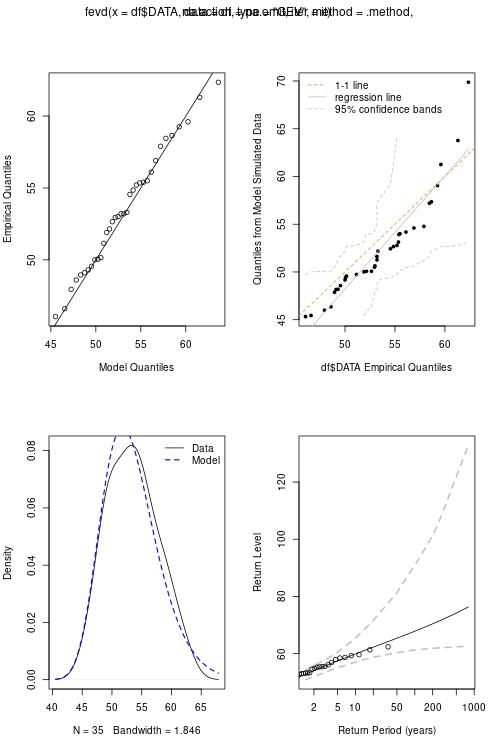 fevd(x = df$DATA,
method = .method,
60
55
50
45 50 55 60
Empirical Quantiles
Model Quantiles
1-1 line
regression line
95% confidence bands
70
65
60
55
50
45
50 55 60
Quantiles from Model Simulated Data
df$DATA Empirical Quantiles
Data
Model
0.08
0.06
0.04
0.02
0.00
40 45 50 55 60 65
Density
N = 35 Bandwidth = 1.846
120
100
80
60
2 5 10 50 200 1000
Return Level
Return Period (years)